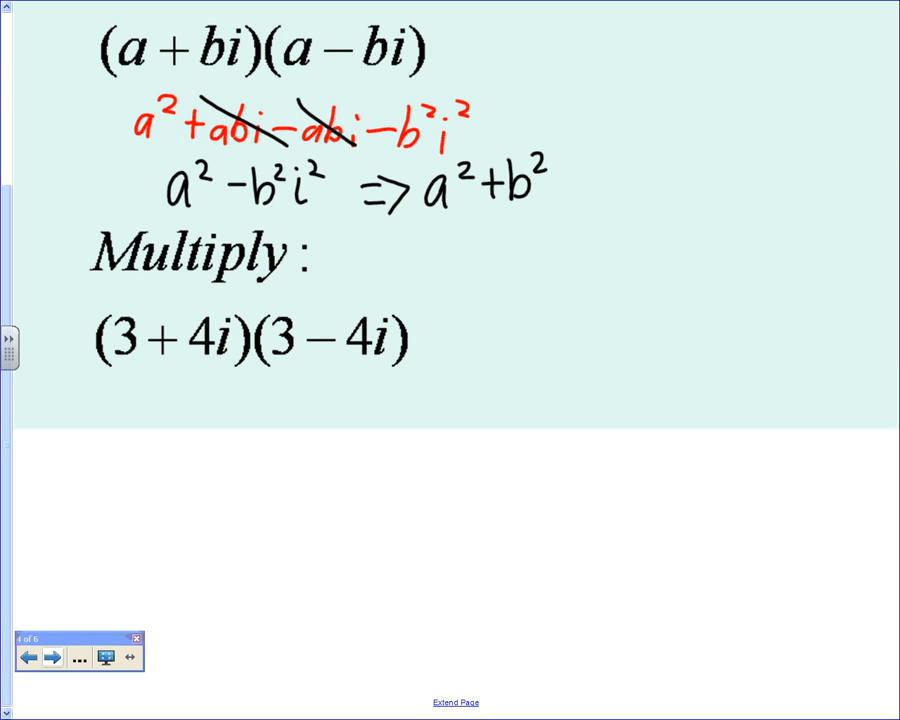 (a + bi)(a − bi)
a² + abi − abi − b²i²
a² − b²i² => a² + b²
Multiply :
(3 + 4i)(3 − 4i)
4 of 6
...
Extend Page